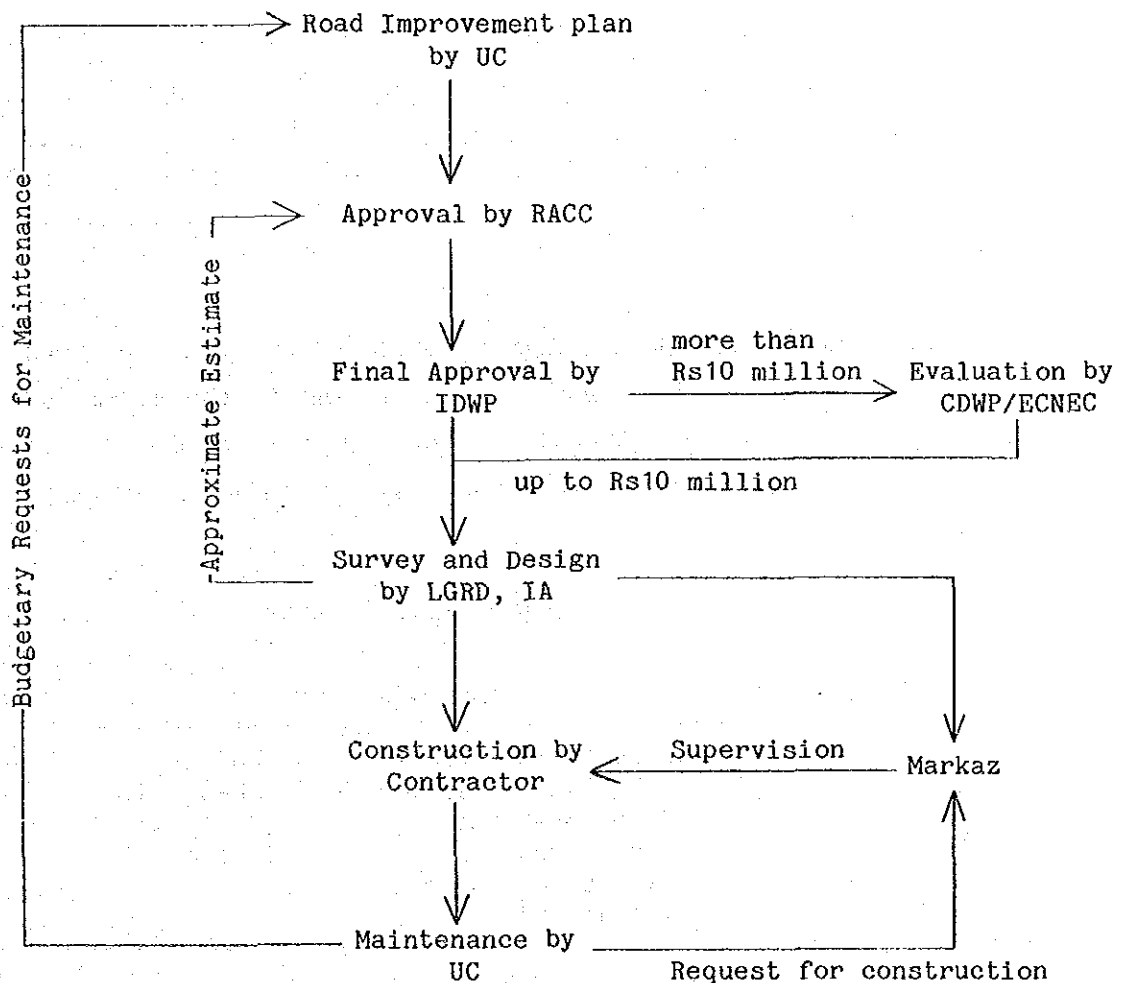 Road Improvement plan
by UC
Budgetary Requests for Maintenance
Approval by RACC
Approximate Estimate
more than
Rs10 million
Final Approval by
IDWP
Evaluation by
CDWP/ECNEC
up to Rs10 million
Survey and Design
by LGRD, IA
Construction by
Contractor
Supervision
Markaz
Maintenance by
UC
Request for construction